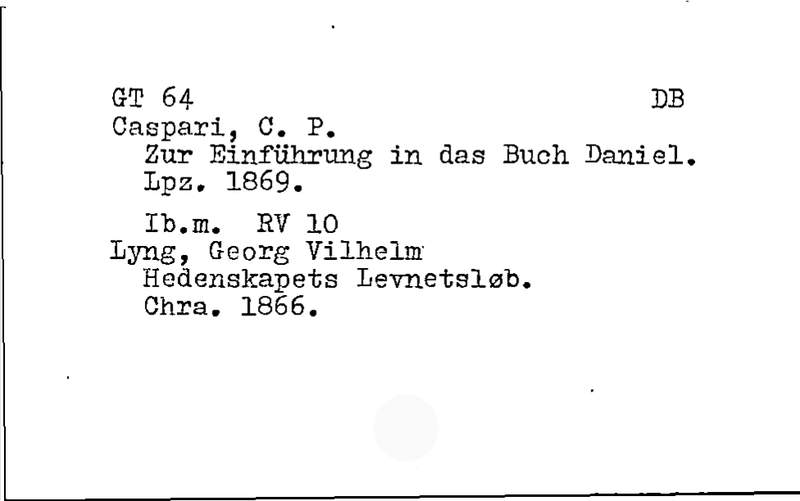 GT 64 DB
Caspari, C. P.
Zur Einführung in das Buch Daniel.
Lpz. 1869.
Ib.m. RV 10
Lyng, Georg Vilhelm
Hedenskapets Levnetsløb.
Chra. 1866.